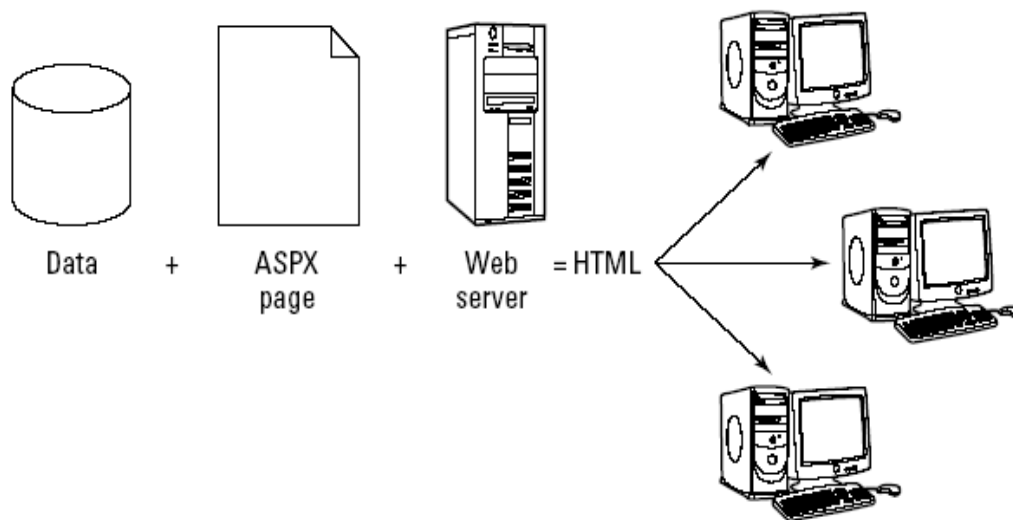 Data + ASPX + Web = HTML
page server